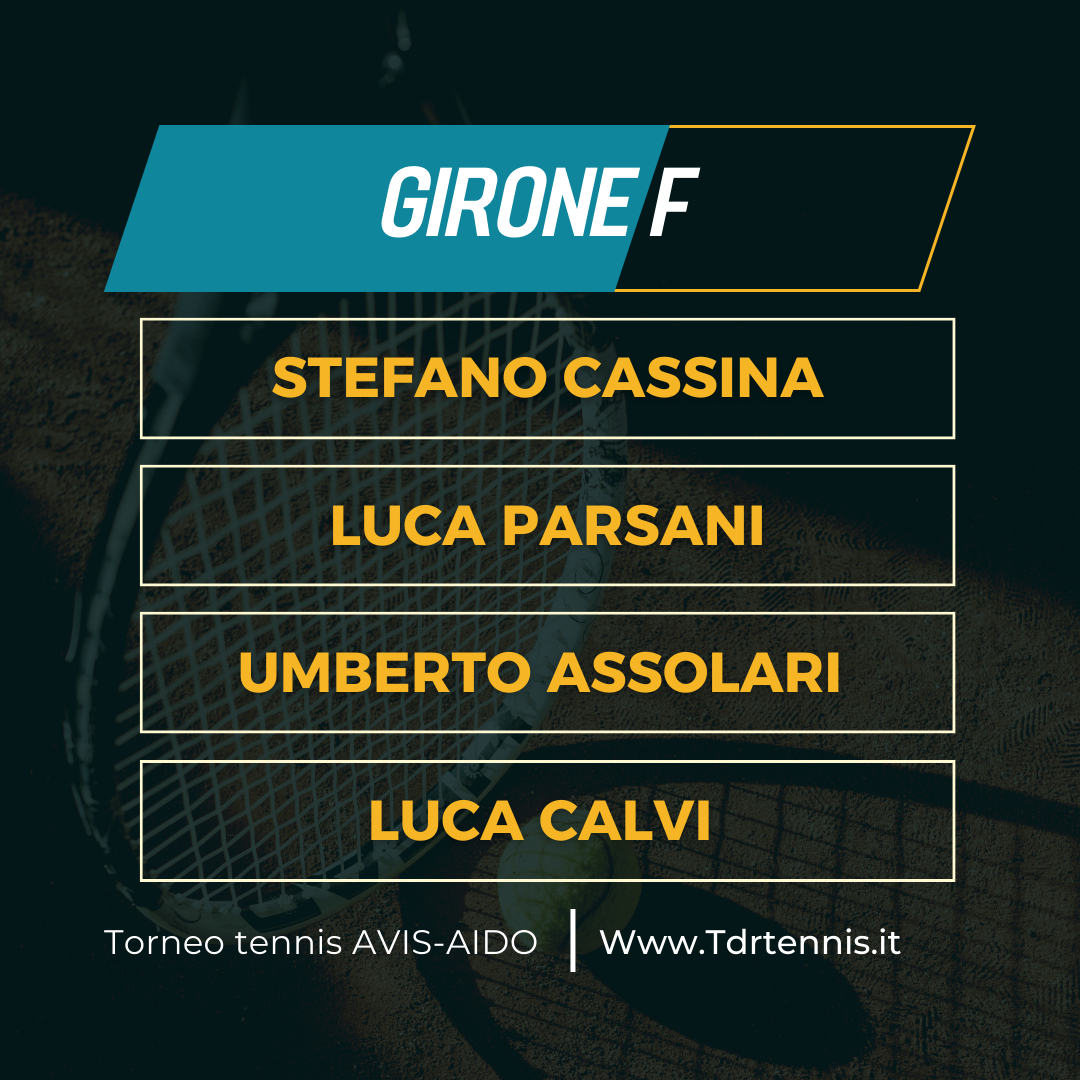 GIRONE F
STEFANO CASSINA
LUCA PARSANI
UMBERTO ASSOLARI
LUCA CALVI
Torneo tennis AVIS-AIDO | Www.Tdrtennis.it